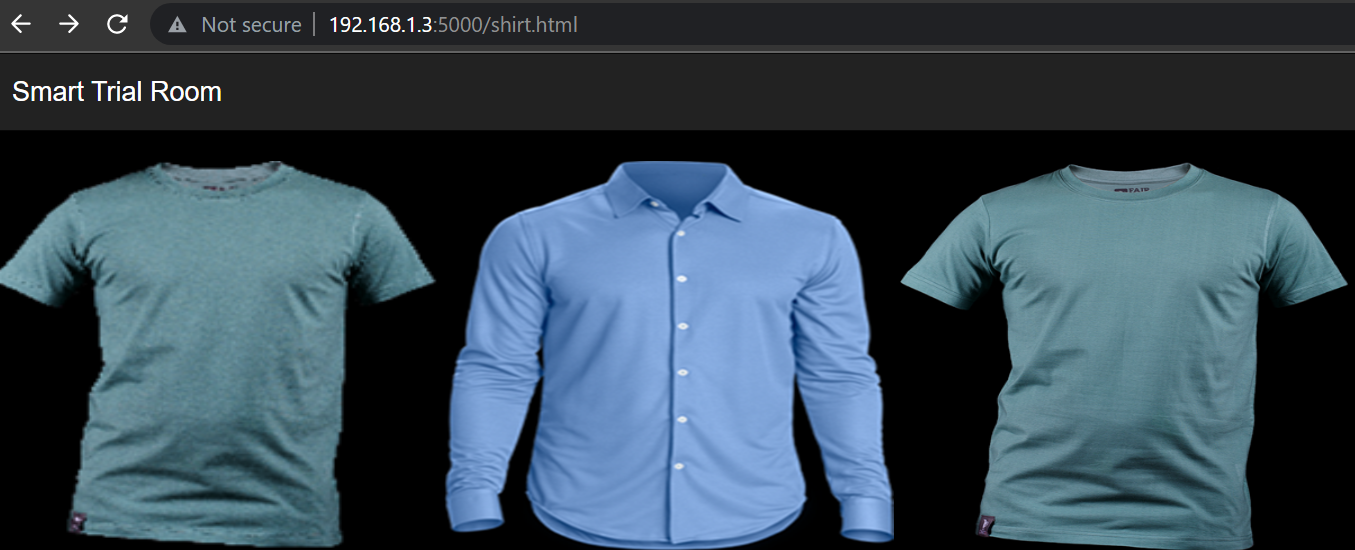 Not secure 192.168.1.3:5000/shirt.html
Smart Trial Room